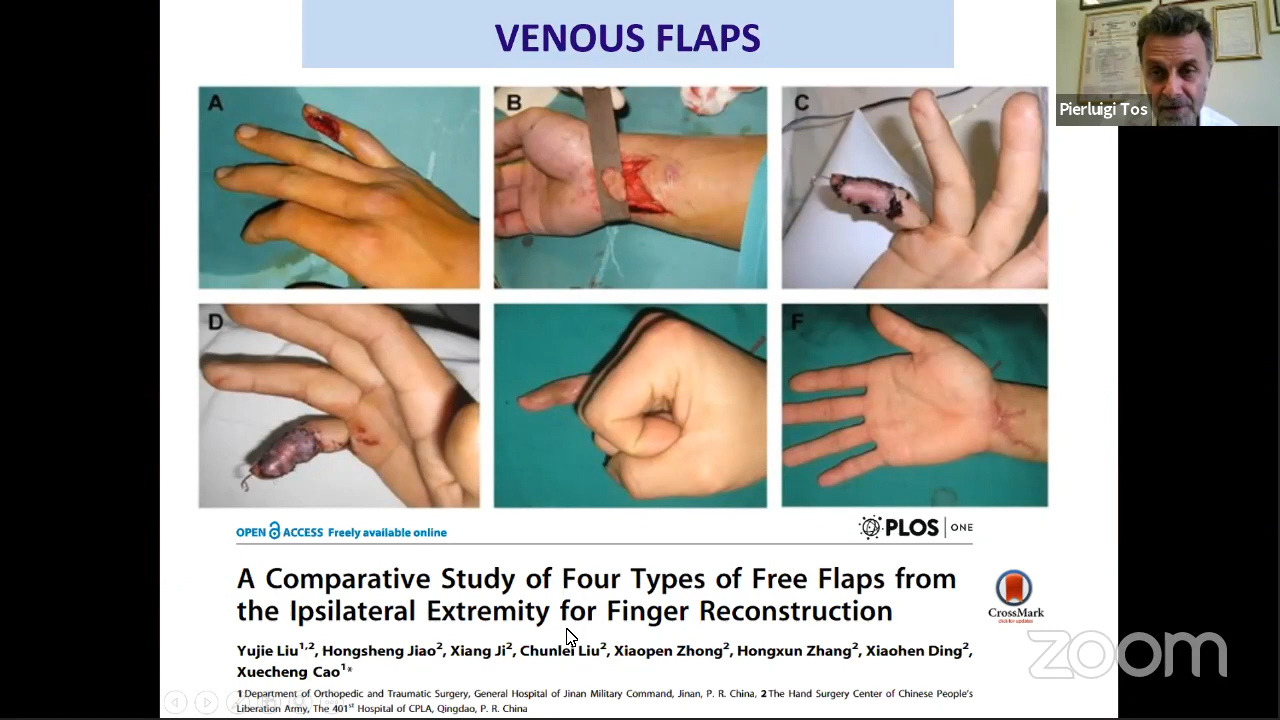 VENOUS FLAPS
Pierluigi Tos
A
B
C
D
F
OPEN ACCESS Freely available online
PLOS ONE
A Comparative Study of Four Types of Free Flaps from
the Ipsilateral Extremity for Finger Reconstruction
CrossMark
click for updates
Yujie Liu1,2, Hongsheng Jiao2, Xiang Ji2, Chunlei Liu2, Xiaopen Zhong2, Hongxun Zhang2, Xiaohen Ding2,
Xuecheng Cao1*
1 Department of Orthopedic and Traumatic Surgery, General Hospital of Jinan Military Command, Jinan, P. R. China, 2 The Hand Surgery Center of Chinese People's
Liberation Army, The 401st Hospital of CPLA, Qingdao, P. R. China
zoom